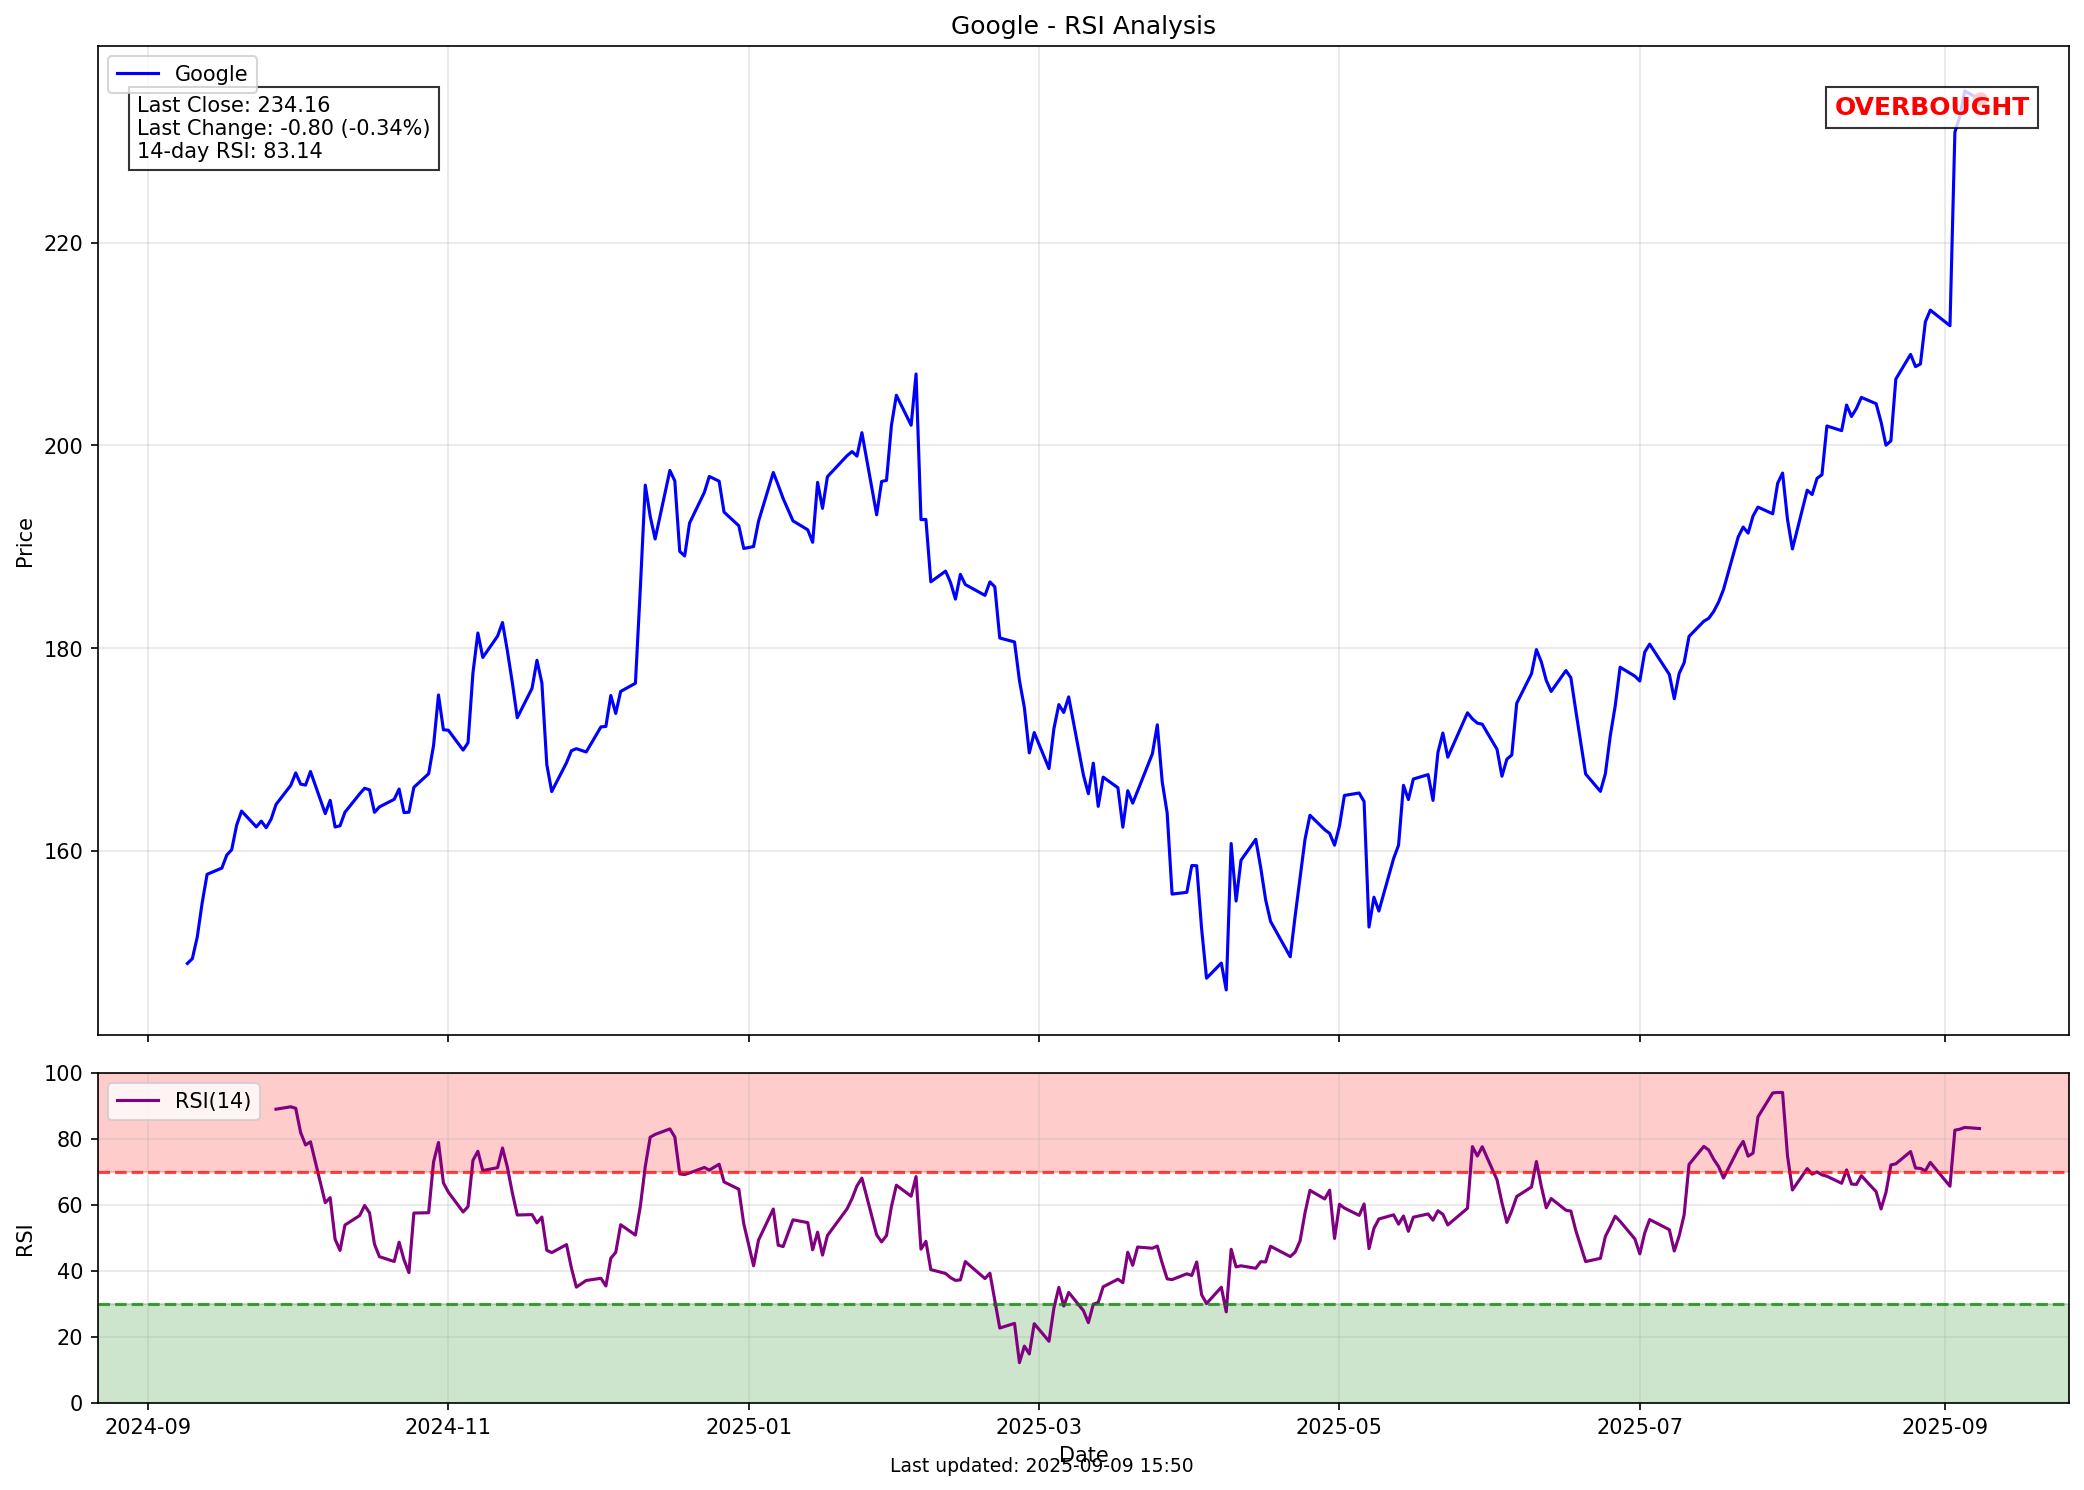 Google - RSI Analysis
Google
Last Close: 234.16
Last Change: -0.80 (-0.34%)
14-day RSI: 83.14
OVERBOUGHT
220
200
180
160
Price
RSI(14)
100
80
60
40
20
0
RSI
2024-09
2024-11
2025-01
2025-03
2025-05
2025-07
2025-09
Date
Last updated: 2025-09-09 15:50